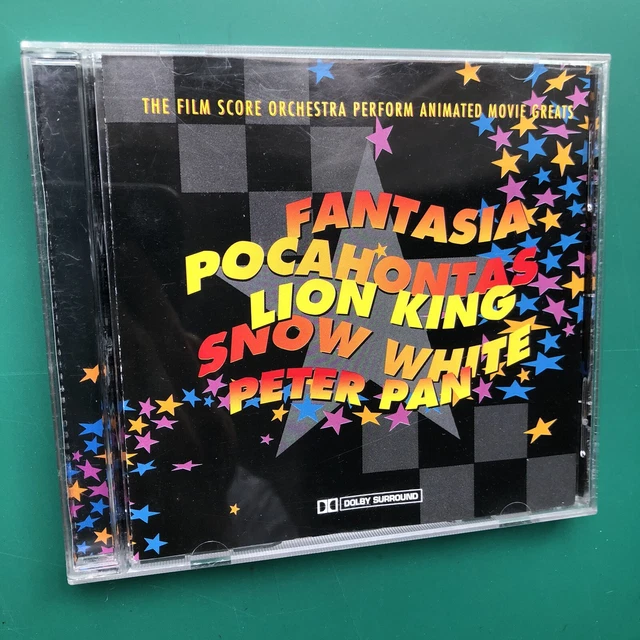 THE FILM SCORE ORCHESTRA PERFORM ANIMATED MOVIE GREATS
FANTASIA
POCAHONTAS
LION KING
SNOW WHITE
PETER PAN
DOLBY SURROUND